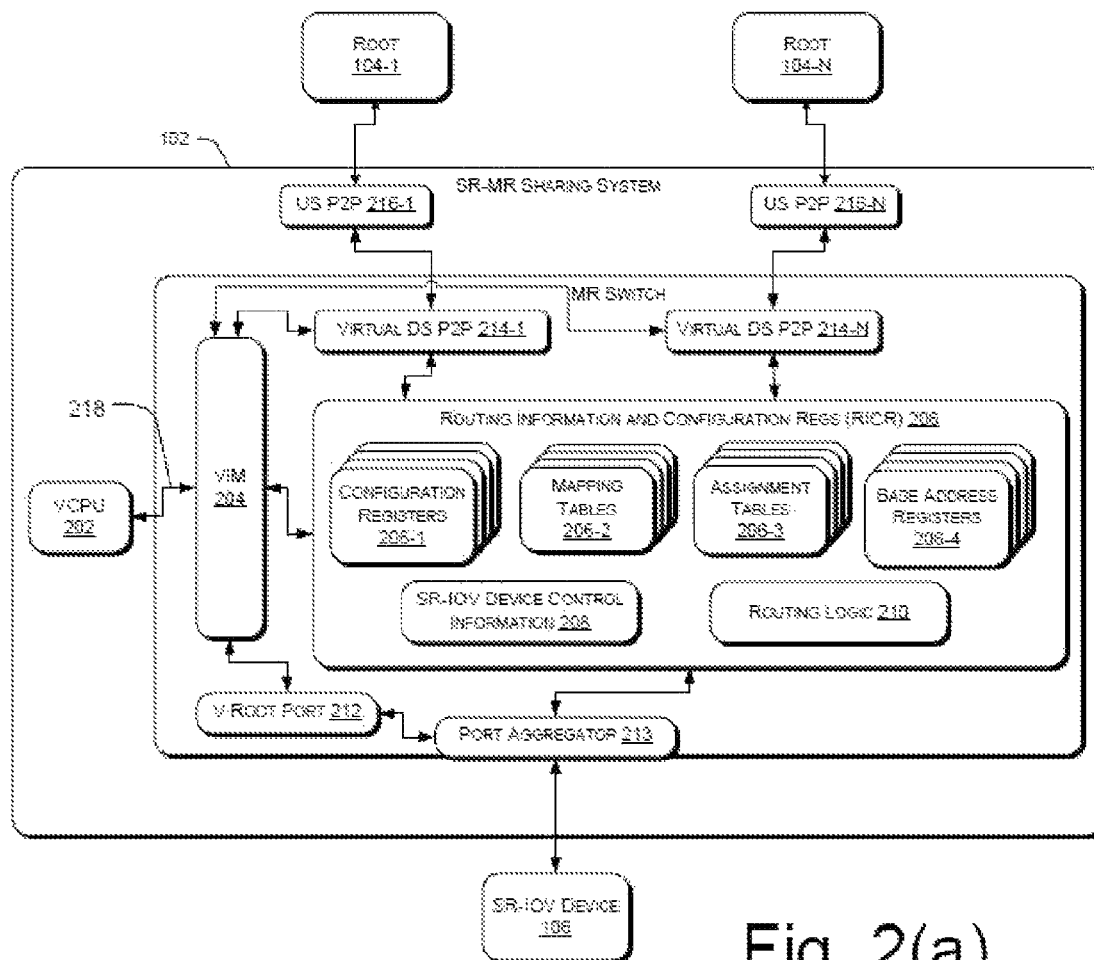 ROOT
104-1
ROOT
104-N
102
SR-MR SHARING SYSTEM
US P2P 216-1
US P2P 216-N
MR SWITCH
VIRTUAL DS P2P 214-1
VIRTUAL DS P2P 214-N
218
ROUTING INFORMATION AND CONFIGURATION REGS (RICR) 206
VCPU
202
VIM
204
CONFIGURATION
REGISTERS
206-1
MAPPING
TABLES
206-2
ASSIGNMENT
TABLES
206-3
BASE ADDRESS
REGISTERS
206-4
SR-IOV DEVICE CONTROL
INFORMATION 208
ROUTING LOGIC 210
V-ROOT PORT 212
PORT AGGREGATOR 213
SR-IOV DEVICE
106
Fig. 2(a)